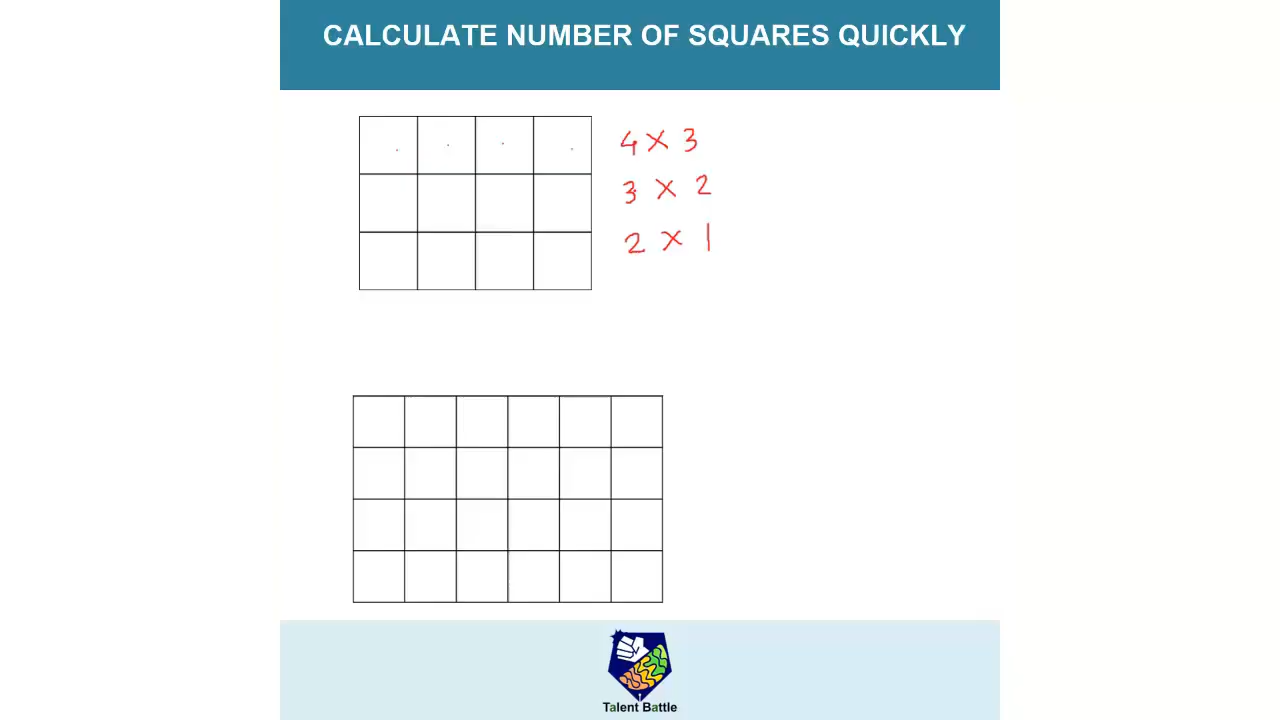 CALCULATE NUMBER OF SQUARES QUICKLY
4 × 3
3 × 2
2 × 1
Talent Battle